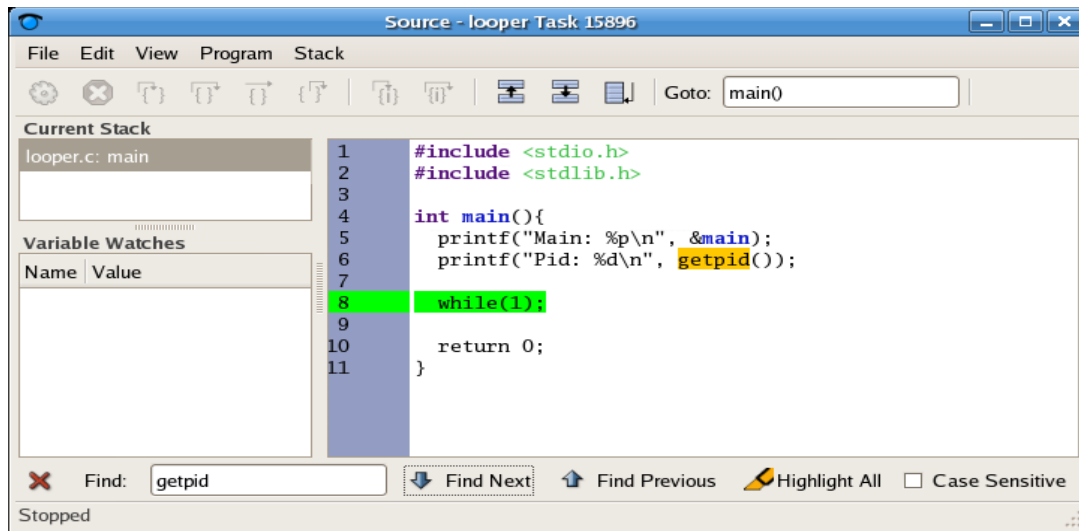 Source - looper Task 15896
File Edit View Program Stack
Goto: main()
Current Stack
looper.c: main
Variable Watches
Name Value
1 #include <stdio.h>
2 #include <stdlib.h>
3
4 int main(){
5 printf("Main: %p\n", &main);
6 printf("Pid: %d\n", getpid());
7
8 while(1);
9
10 return 0;
11 }
Find: getpid Find Next Find Previous Highlight All Case Sensitive
Stopped